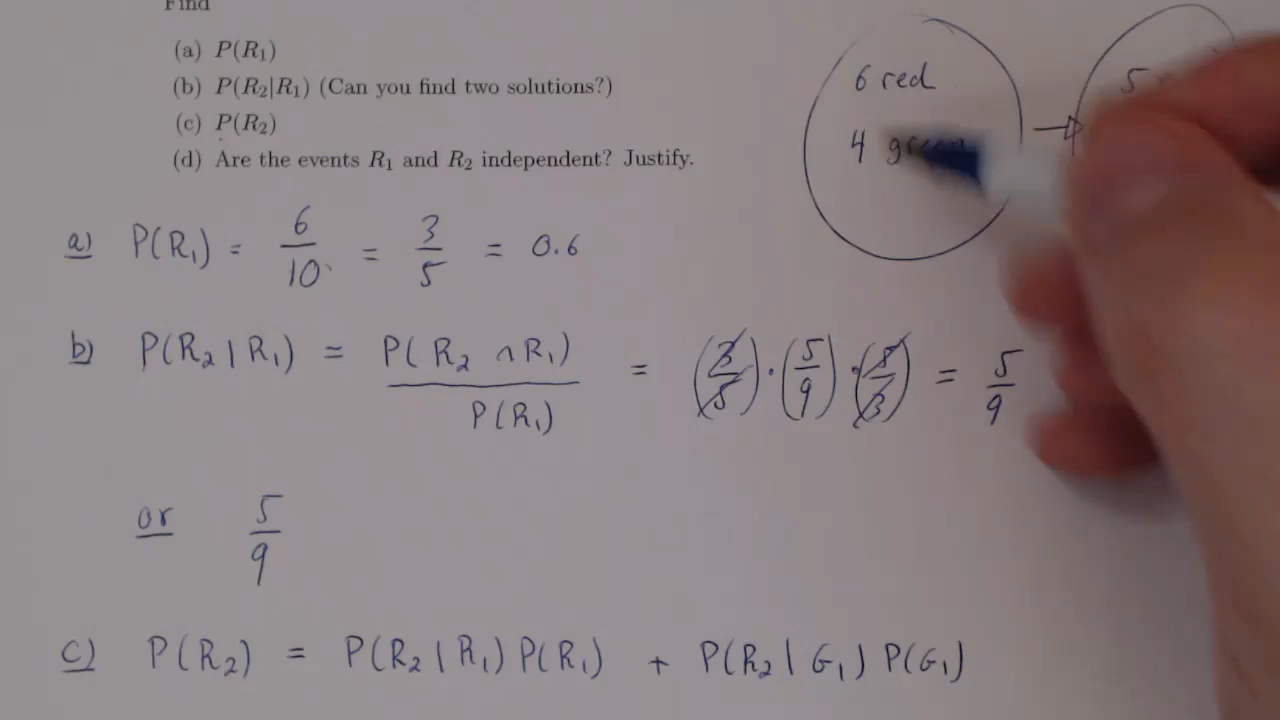 Find
(a) P(R₁)
(b) P(R₂|R₁) (Can you find two solutions?)
(c) P(R₂)
(d) Are the events R₁ and R₂ independent? Justify.
6 red
4 green
5
a) P(R₁) = 6/10 = 3/5 = 0.6
b) P(R₂|R₁) = P(R₂ ∩ R₁)/P(R₁) = (3/5)·(5/9)·(5/3) = 5/9
or 5/9
c) P(R₂) = P(R₂|R₁)P(R₁) + P(R₂|G₁)P(G₁)